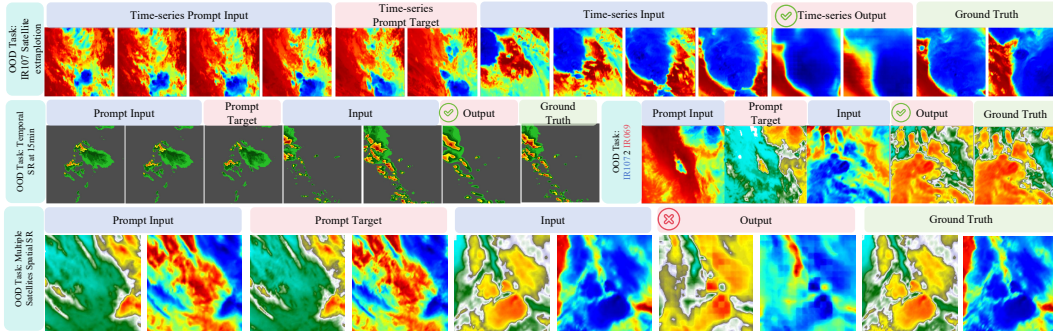 OOD Task:
IR107 Satellite
extraplotion
Time-series Prompt Input
Time-series
Prompt Target
Time-series Input
Time-series Output
Ground Truth
OOD Task: Temporal
SR at 15min
Prompt Input
Prompt
Target
Input
Output
Ground
Truth
OOD Task:
IR107 2 IR069
Prompt Input
Prompt
Target
Input
Output
Ground Truth
OOD Task: Multiple
Satellites Spatial SR
Prompt Input
Prompt Target
Input
Output
Ground Truth